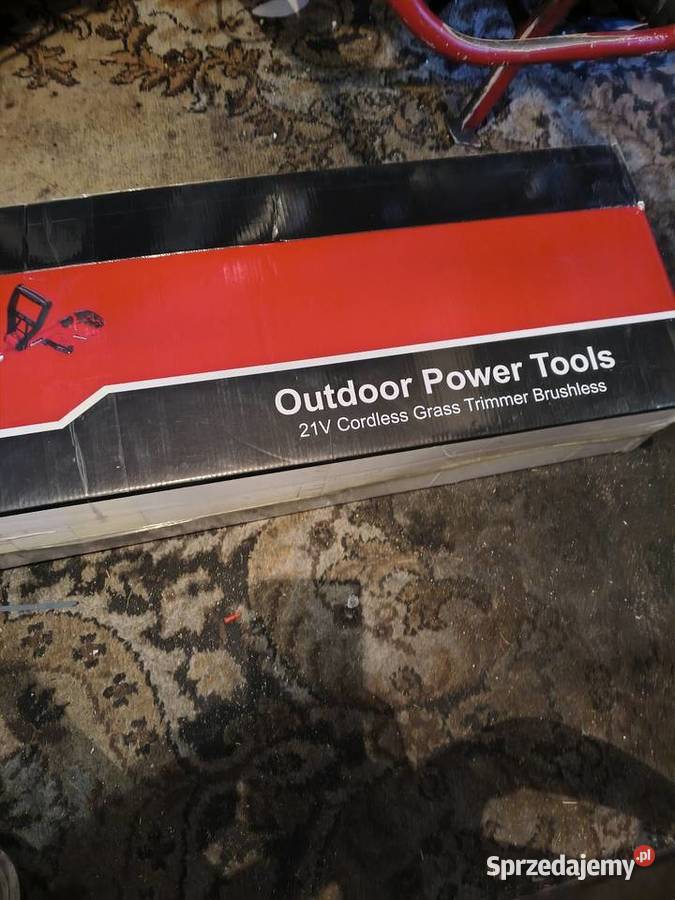 Outdoor Power Tools
21V Cordless Grass Trimmer Brushless
Sprzedajemy.pl